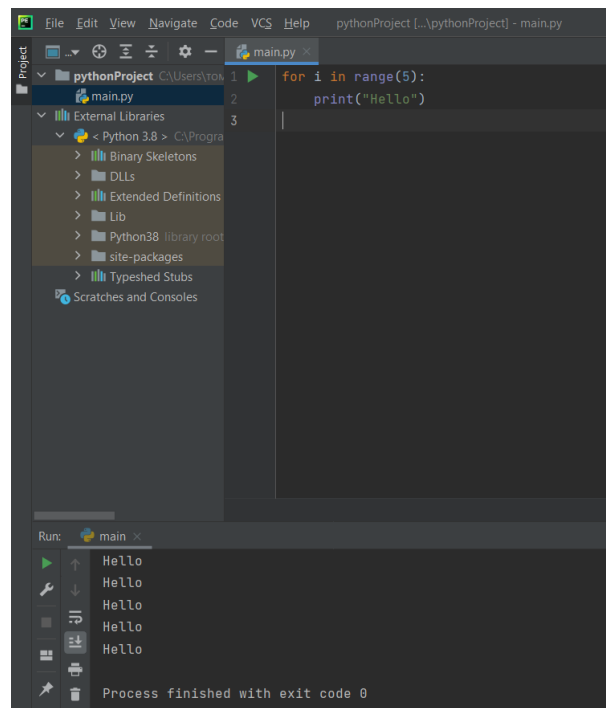 PS File Edit View Navigate Code VCS Help pythonProject [...\pythonProject] - main.py
Project
main.py
pythonProject C:\Users\том
main.py
External Libraries
< Python 3.8 > C:\Progra
Binary Skeletons
DLLs
Extended Definitions
Lib
Python38 library root
site-packages
Typeshed Stubs
Scratches and Consoles
1 for i in range(5):
2 print("Hello")
3
Run: main
Hello
Hello
Hello
Hello
Hello
Process finished with exit code 0